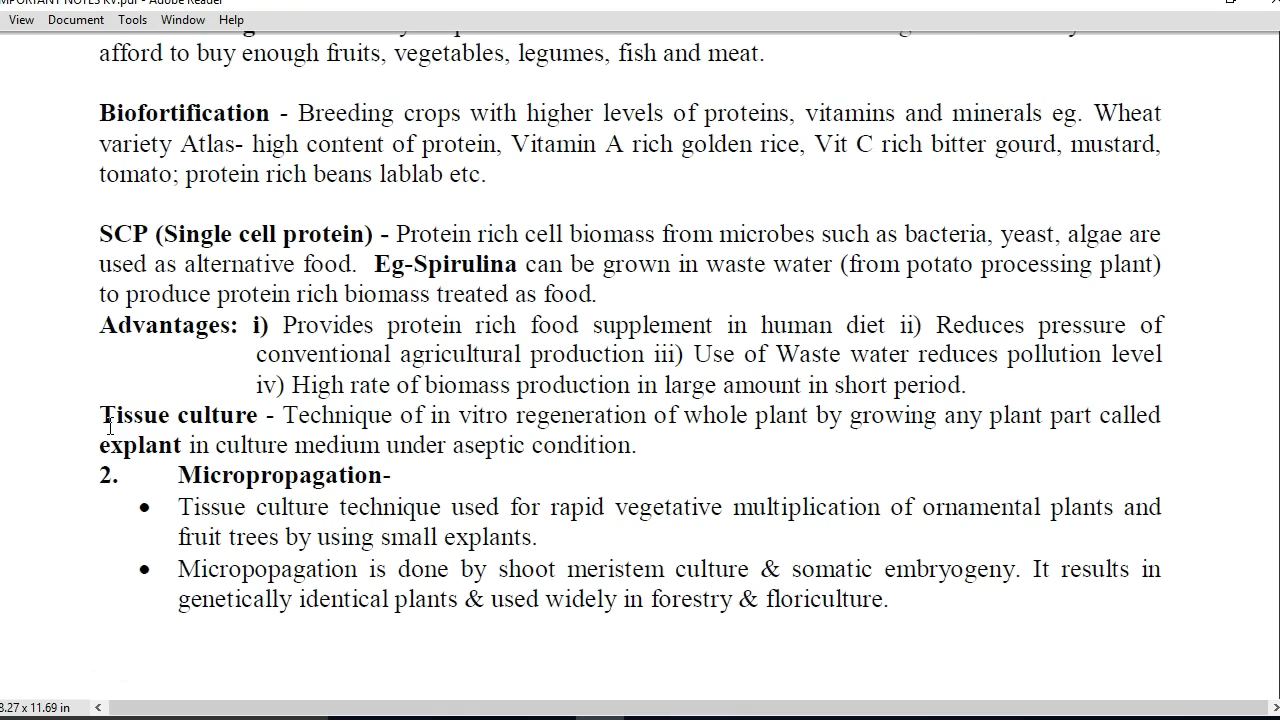 IMPORTANT NOTES KV.pdf - Adobe Reader
View Document Tools Window Help
afford to buy enough fruits, vegetables, legumes, fish and meat.
Biofortification - Breeding crops with higher levels of proteins, vitamins and minerals eg. Wheat
variety Atlas- high content of protein, Vitamin A rich golden rice, Vit C rich bitter gourd, mustard,
tomato; protein rich beans lablab etc.
SCP (Single cell protein) - Protein rich cell biomass from microbes such as bacteria, yeast, algae are
used as alternative food. Eg-Spirulina can be grown in waste water (from potato processing plant)
to produce protein rich biomass treated as food.
Advantages: i) Provides protein rich food supplement in human diet ii) Reduces pressure of
conventional agricultural production iii) Use of Waste water reduces pollution level
iv) High rate of biomass production in large amount in short period.
Tissue culture - Technique of in vitro regeneration of whole plant by growing any plant part called
explant in culture medium under aseptic condition.
2. Micropropagation-
• Tissue culture technique used for rapid vegetative multiplication of ornamental plants and
fruit trees by using small explants.
• Micropopagation is done by shoot meristem culture & somatic embryogeny. It results in
genetically identical plants & used widely in forestry & floriculture.
8.27 x 11.69 in